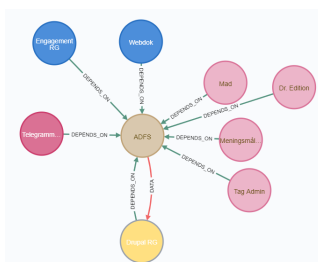 Engagement
RG
Webdok
Mad
Dr. Edition
DEPENDS_ON
DEPENDS_ON
DEPENDS_ON
DEPENDS_ON
Telegramm...
DEPENDS_ON
ADFS
DEPENDS_ON
Meningsmål...
DEPENDS_ON
Tag Admin
DEPENDS_ON
DATA
Drupal RG